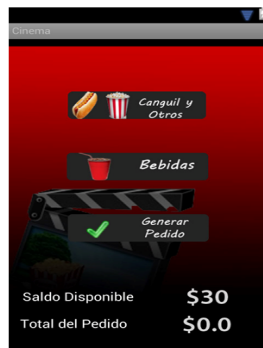 Cinema
Canguil y
Otros
Bebidas
Generar
Pedido
Saldo Disponible $30
Total del Pedido $0.0